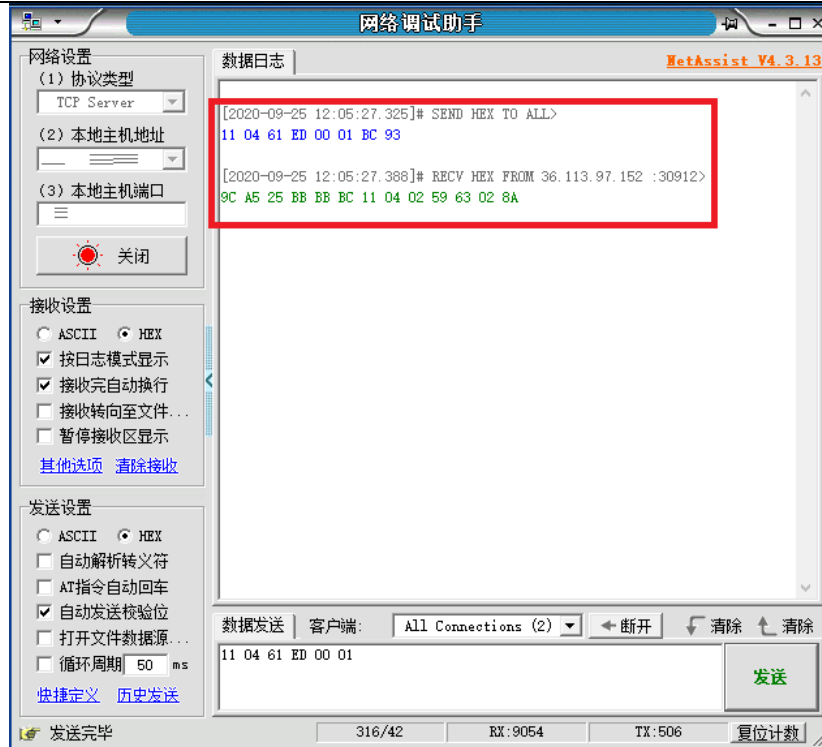 网络调试助手
网络设置
(1) 协议类型
TCP Server
(2) 本地主机地址
(3) 本地主机端口
关闭
接收设置
ASCII HEX
按日志模式显示
接收完自动换行
接收转向至文件...
暂停接收区显示
其他选项 清除接收
发送设置
ASCII HEX
自动解析转义符
AT指令自动回车
自动发送校验位
打开文件数据源...
循环周期 50 ms
快捷定义 历史发送
数据日志 NetAssist V4.3.13
[2020-09-25 12:05:27.325]# SEND HEX TO ALL>
11 04 61 ED 00 01 BC 93
[2020-09-25 12:05:27.388]# RECV HEX FROM 36.113.97.152 :30912>
9C A5 25 BB BB BC 11 04 02 59 63 02 8A
数据发送 客户端: All Connections (2) 断开 清除 清除
11 04 61 ED 00 01
发送
发送完毕 316/42 RX:9054 TX:506 复位计数